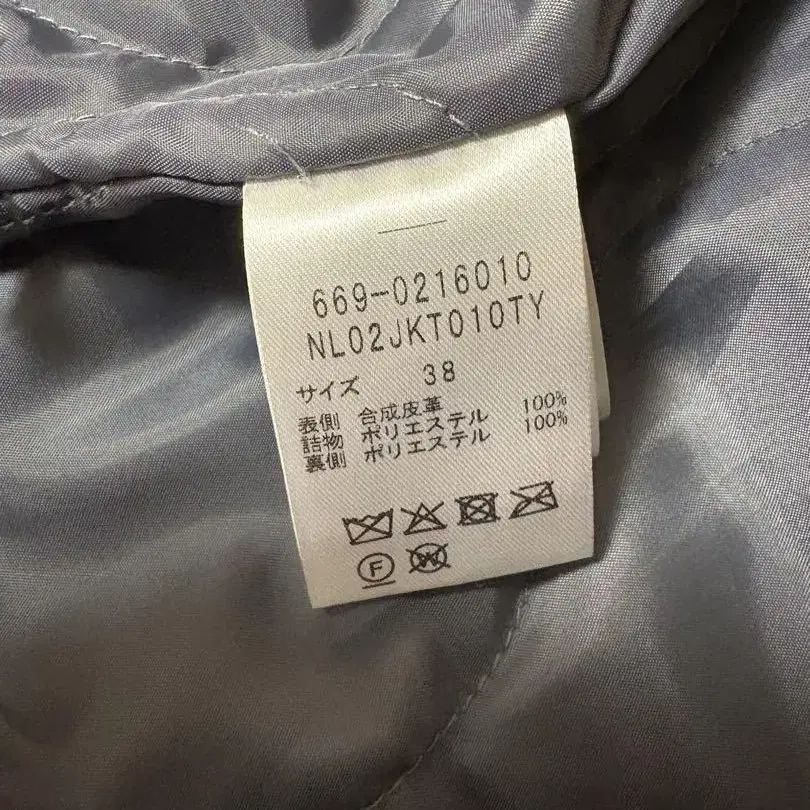 669-0216010
NL02JKT010TY
サイズ 38
表側 合成皮革
詰物 ポリエステル 100%
裏側 ポリエステル 100%
F
W